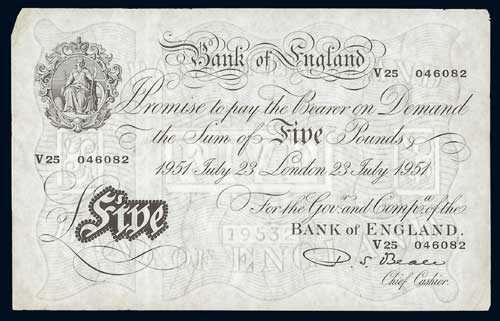 Bank of England
V25 046082
I Promise to pay the Bearer on Demand
the Sum of Five Pounds
V25 046082
1951 July 23 London 23 July 1951
For the Govr. and Compa. of the
BANK OF ENGLAND.
V25 046082
£Five
P. S. Beale
Chief Cashier.